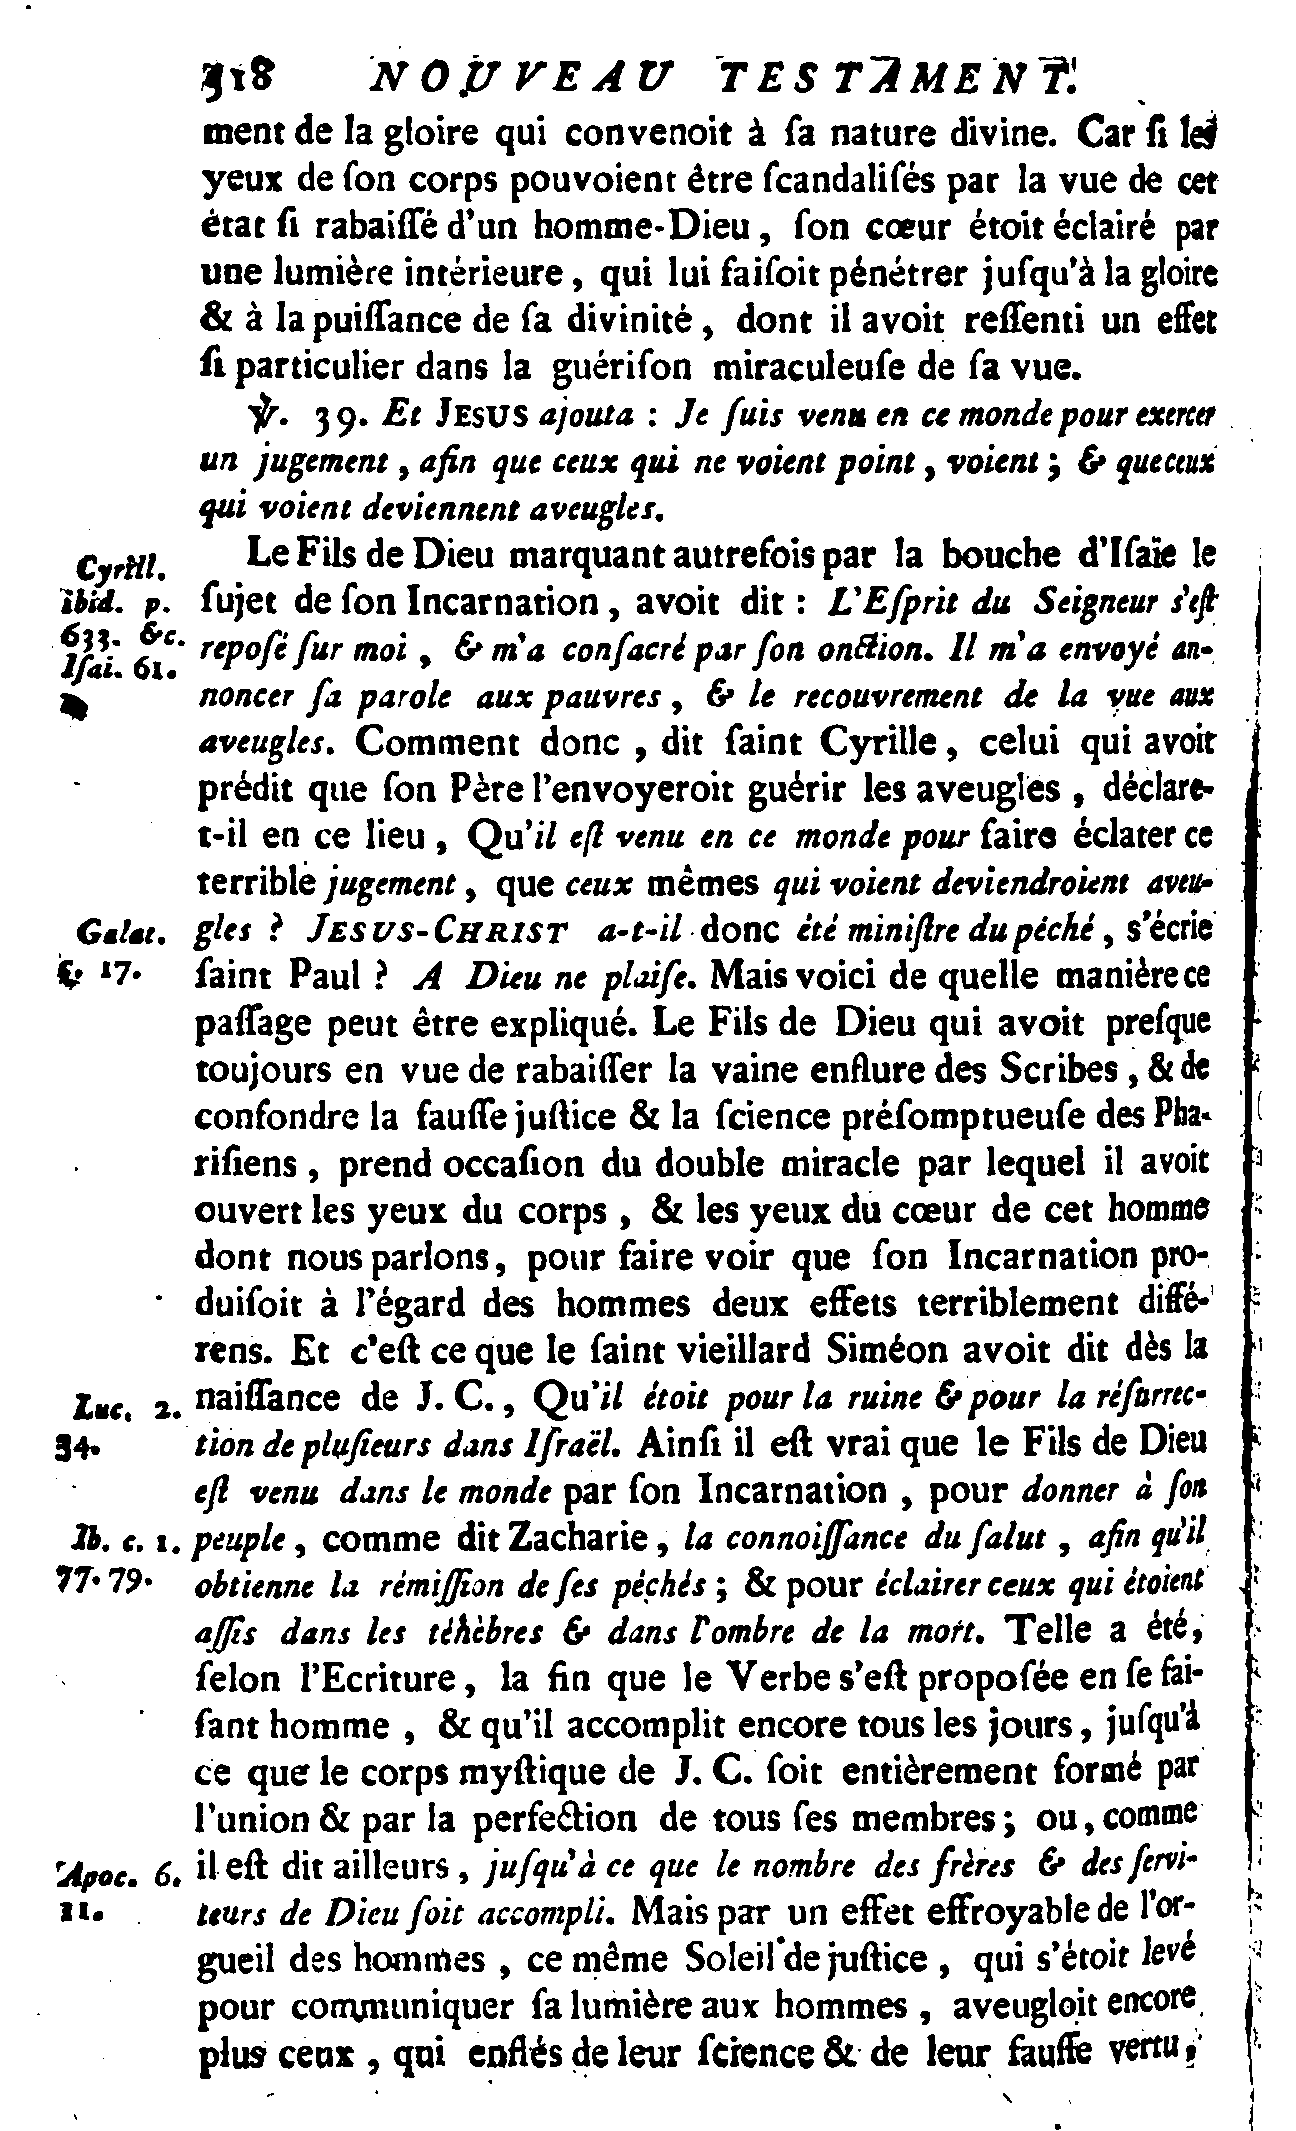 318 NOUVEAU TESTAMENT.
ment de la gloire qui convenoit à ſa nature divine. Car ſi les
yeux de ſon corps pouvoient être ſcandaliſés par la vue de cet
état ſi rabaiſſé d'un homme-Dieu, ſon cœur étoit éclairé par
une lumière intérieure, qui lui faiſoit pénétrer juſqu'à la gloire
& à la puiſſance de ſa divinité, dont il avoit reſſenti un effet
ſi particulier dans la guériſon miraculeuſe de ſa vue.
℣. 39. Et JESUS ajouta : Je ſuis venu en ce monde pour exercer
un jugement, afin que ceux qui ne voient point, voient ; & que ceux
qui voient deviennent aveugles.
Cyrill.
ibid. p.
633. &c.
Iſai. 61.
Le Fils de Dieu marquant autrefois par la bouche d'Iſaïe le
ſujet de ſon Incarnation, avoit dit : L'Eſprit du Seigneur s'eſt
repoſé ſur moi, & m'a conſacré par ſon onction. Il m'a envoyé an-
noncer ſa parole aux pauvres, & le recouvrement de la vue aux
aveugles. Comment donc, dit ſaint Cyrille, celui qui avoit
prédit que ſon Père l'envoyeroit guérir les aveugles, déclare-
t-il en ce lieu, Qu'il eſt venu en ce monde pour faire éclater ce
terrible jugement, que ceux mêmes qui voient deviendroient aveu-
Galat.
17.
gles ? JESUS-CHRIST a-t-il donc été miniſtre du péché, s'écrie
ſaint Paul ? A Dieu ne plaiſe. Mais voici de quelle manière ce
paſſage peut être expliqué. Le Fils de Dieu qui avoit preſque
toujours en vue de rabaiſſer la vaine enflure des Scribes, & de
confondre la fauſſe juſtice & la ſcience préſomptueuſe des Pha-
riſiens, prend occaſion du double miracle par lequel il avoit
ouvert les yeux du corps, & les yeux du cœur de cet homme
dont nous parlons, pour faire voir que ſon Incarnation pro-
duiſoit à l'égard des hommes deux effets terriblement diffé-
rens. Et c'eſt ce que le ſaint vieillard Siméon avoit dit dès la
Luc. 2.
34.
naiſſance de J. C., Qu'il étoit pour la ruine & pour la réſurrec-
tion de pluſieurs dans Iſraël. Ainſi il eſt vrai que le Fils de Dieu
eſt venu dans le monde par ſon Incarnation, pour donner à ſon
Ib. c. 1.
77. 79.
peuple, comme dit Zacharie, la connoiſſance du ſalut, afin qu'il
obtienne la rémiſſion de ſes péchés ; & pour éclairer ceux qui étoient
aſſis dans les ténèbres & dans l'ombre de la mort. Telle a été,
ſelon l'Ecriture, la fin que le Verbe s'eſt propoſée en ſe fai-
ſant homme, & qu'il accomplit encore tous les jours, juſqu'à
ce que le corps myſtique de J. C. ſoit entièrement formé par
l'union & par la perfection de tous ſes membres ; ou, comme
Apoc. 6.
11.
il eſt dit ailleurs, juſqu'à ce que le nombre des frères & des ſervi-
teurs de Dieu ſoit accompli. Mais par un effet effroyable de l'or-
gueil des hommes, ce même Soleil de juſtice, qui s'étoit levé
pour communiquer ſa lumière aux hommes, aveugloit encore
plus ceux, qui enflés de leur ſcience & de leur fauſſe vertu,